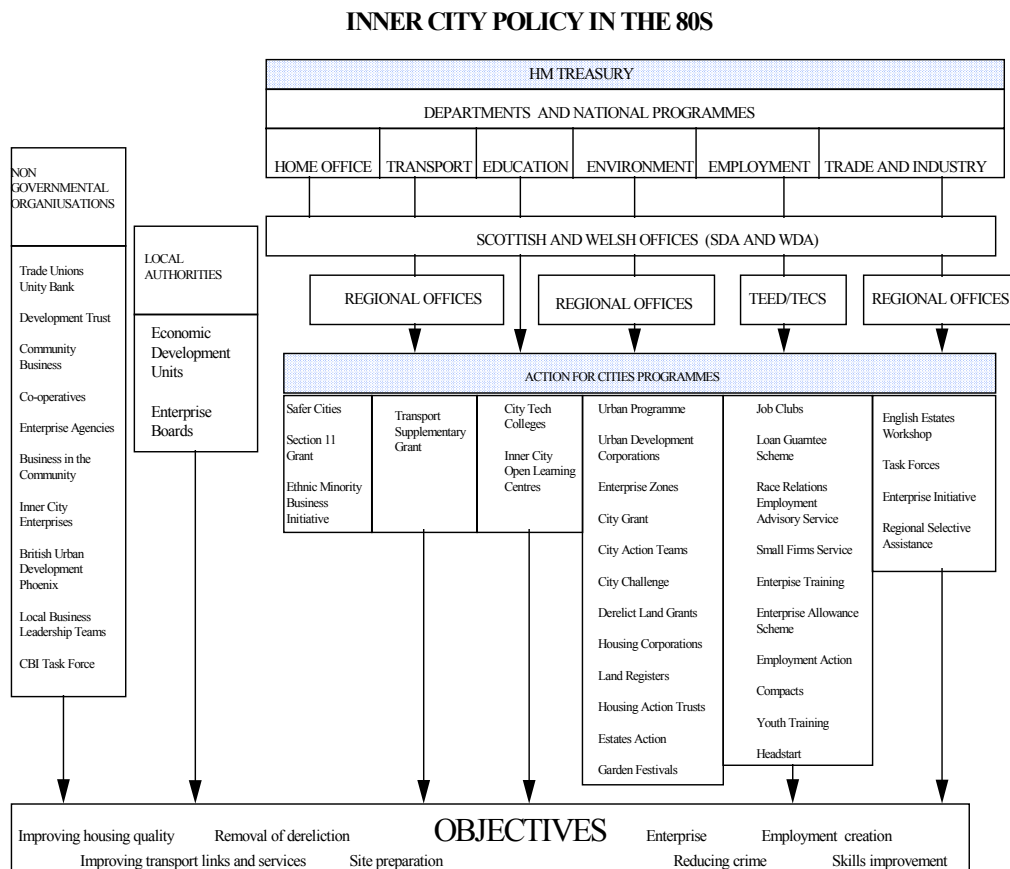 INNER CITY POLICY IN THE 80S
HM TREASURY
DEPARTMENTS AND NATIONAL PROGRAMMES
HOME OFFICE
TRANSPORT
EDUCATION
ENVIRONMENT
EMPLOYMENT
TRADE AND INDUSTRY
SCOTTISH AND WELSH OFFICES (SDA AND WDA)
REGIONAL OFFICES
REGIONAL OFFICES
TEED/TECS
REGIONAL OFFICES
NON
GOVERNMENTAL
ORGANIUSATIONS
Trade Unions
Unity Bank
Development Trust
Community
Business
Co-operatives
Enterprise Agencies
Business in the
Community
Inner City
Enterprises
British Urban
Development
Phoenix
Local Business
Leadership Teams
CBI Task Force
LOCAL
AUTHORITIES
Economic
Development
Units
Enterprise
Boards
ACTION FOR CITIES PROGRAMMES
Safer Cities
Section 11
Grant
Ethnic Minority
Business
Initiative
Transport
Supplementary
Grant
City Tech
Colleges
Inner City
Open Learning
Centres
Urban Programme
Urban Development
Corporations
Enterprise Zones
City Grant
City Action Teams
City Challenge
Derelict Land Grants
Housing Corporations
Land Registers
Housing Action Trusts
Estates Action
Garden Festivals
Job Clubs
Loan Guarntee
Scheme
Race Relations
Employment
Advisory Service
Small Firms Service
Enterpise Training
Enterprise Allowance
Scheme
Employment Action
Compacts
Youth Training
Headstart
English Estates
Workshop
Task Forces
Enterprise Initiative
Regional Selective
Assistance
OBJECTIVES
Improving housing quality
Removal of dereliction
Enterprise
Employment creation
Improving transport links and services
Site preparation
Reducing crime
Skills improvement